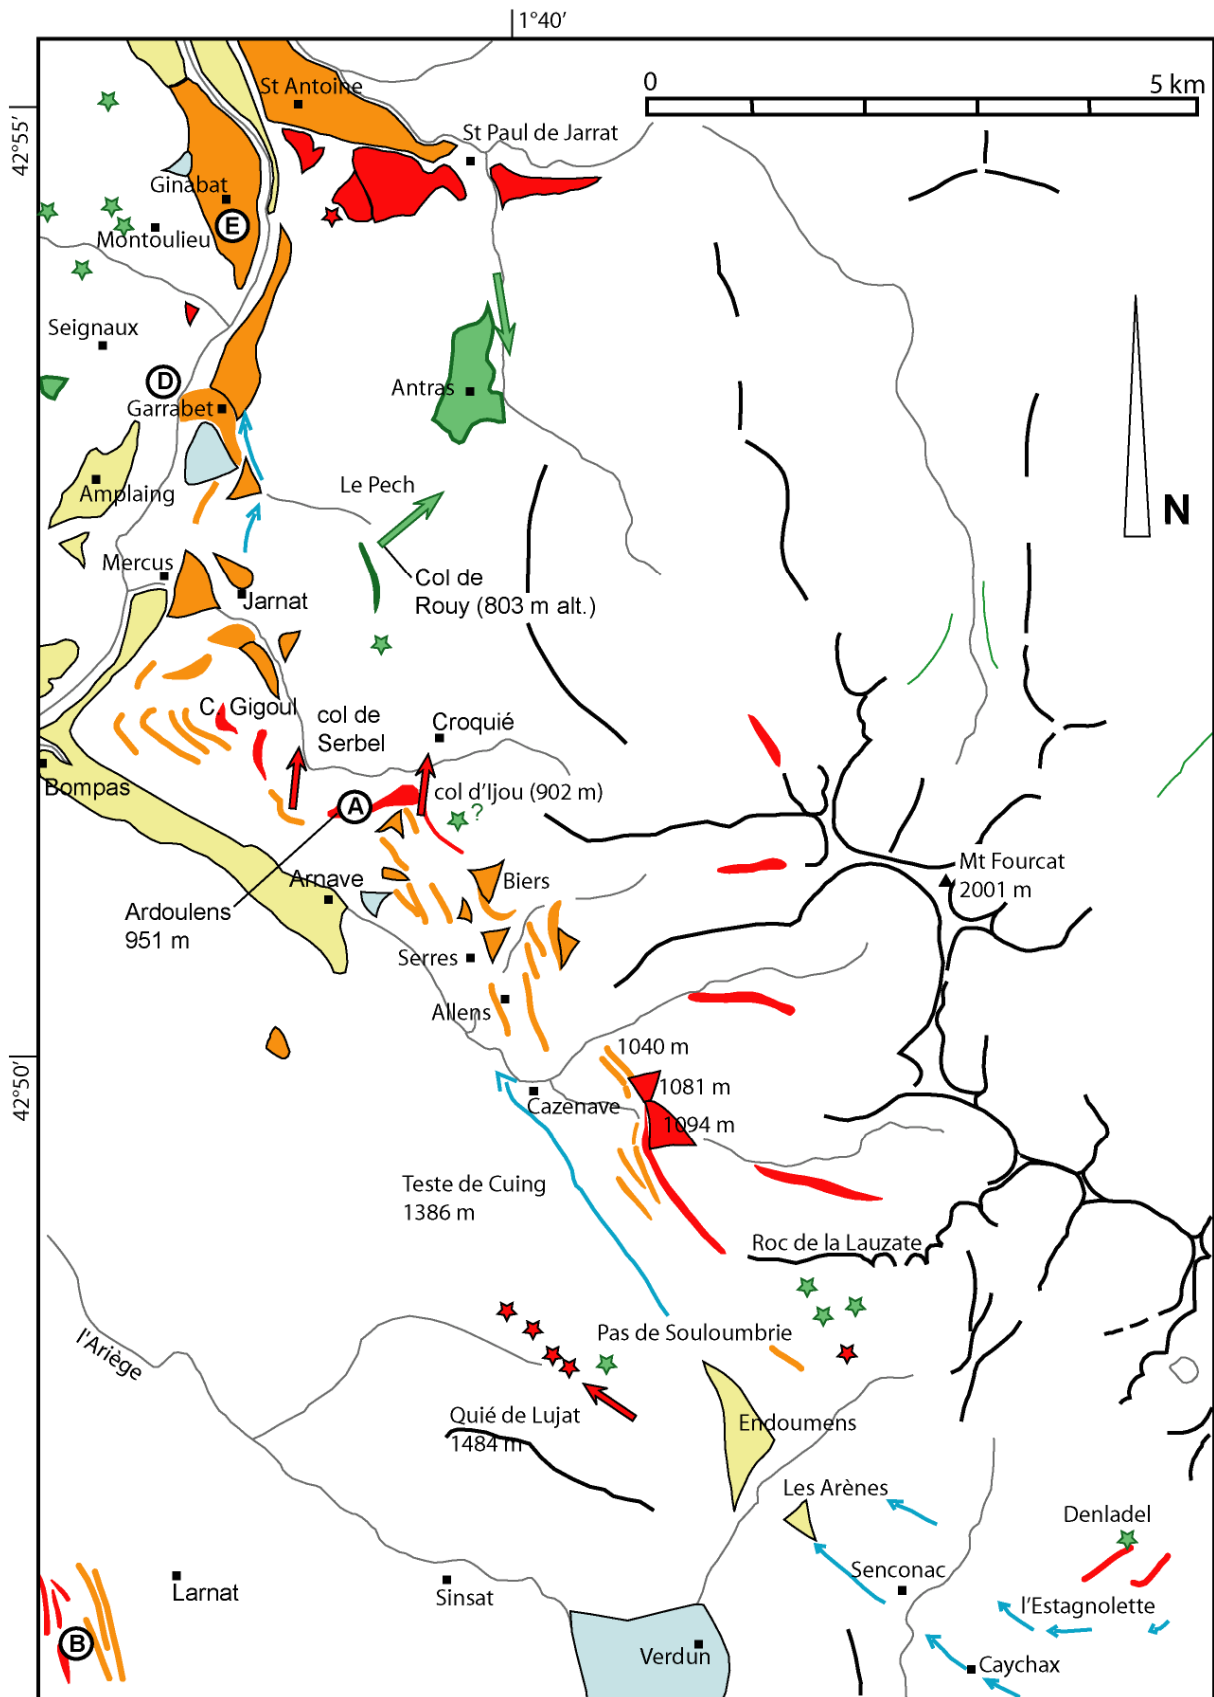 1°40’
0
5 km
42°55’
St Antoine
St Paul de Jarrat
Ginabat
E
Montoulieu
Seignaux
D
Antras
Garrabet
Amplaing
Le Pech
N
Mercus
Jarnat
Col de
Rouy (803 m alt.)
C. Gigoul
col de
Serbel
Croquié
Bompas
A
col d’Ijou (902 m)
?
Mt Fourcat
2001 m
Arnave
Biers
Ardoulens
951 m
Serres
Allens
1040 m
42°50’
1081 m
Cazenave
1094 m
Teste de Cuing
1386 m
Roc de la Lauzate
l’Ariège
Pas de Souloumbrie
Quié de Lujat
1484 m
Endoumens
Les Arènes
Denladel
Senconac
Larnat
Sinsat
l’Estagnolette
B
Verdun
Caychax